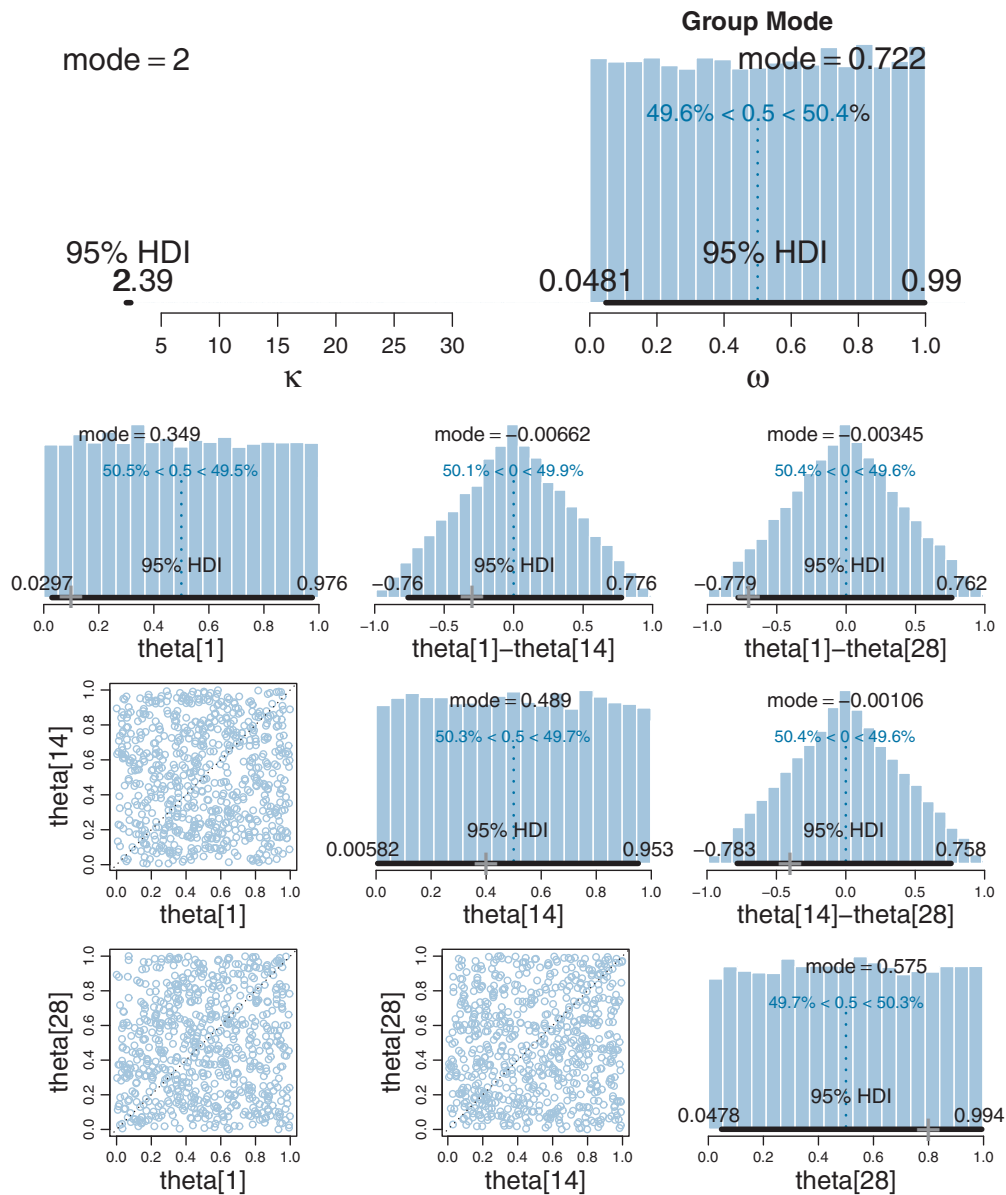 Group Mode
mode = 2
mode = 0.722
49.6% < 0.5 < 50.4%
95% HDI
2.39
95% HDI
0.0481
0.99
5 10 15 20 25 30
κ
0.0 0.2 0.4 0.6 0.8 1.0
ω
mode = 0.349
50.5% < 0.5 < 49.5%
95% HDI
0.0297
0.976
0.0 0.2 0.4 0.6 0.8 1.0
theta[1]
mode = −0.00662
50.1% < 0 < 49.9%
95% HDI
−0.76
0.776
−1.0 −0.5 0.0 0.5 1.0
theta[1]−theta[14]
mode = −0.00345
50.4% < 0 < 49.6%
95% HDI
−0.779
0.762
−1.0 −0.5 0.0 0.5 1.0
theta[1]−theta[28]
theta[14]
0.0 0.2 0.4 0.6 0.8 1.0
0.0 0.2 0.4 0.6 0.8 1.0
theta[1]
mode = 0.489
50.3% < 0.5 < 49.7%
95% HDI
0.00582
0.953
0.0 0.2 0.4 0.6 0.8 1.0
theta[14]
mode = −0.00106
50.4% < 0 < 49.6%
95% HDI
−0.783
0.758
−1.0 −0.5 0.0 0.5 1.0
theta[14]−theta[28]
theta[28]
0.0 0.2 0.4 0.6 0.8 1.0
0.0 0.2 0.4 0.6 0.8 1.0
theta[1]
theta[28]
0.0 0.2 0.4 0.6 0.8 1.0
0.0 0.2 0.4 0.6 0.8 1.0
theta[14]
mode = 0.575
49.7% < 0.5 < 50.3%
95% HDI
0.0478
0.994
0.0 0.2 0.4 0.6 0.8 1.0
theta[28]